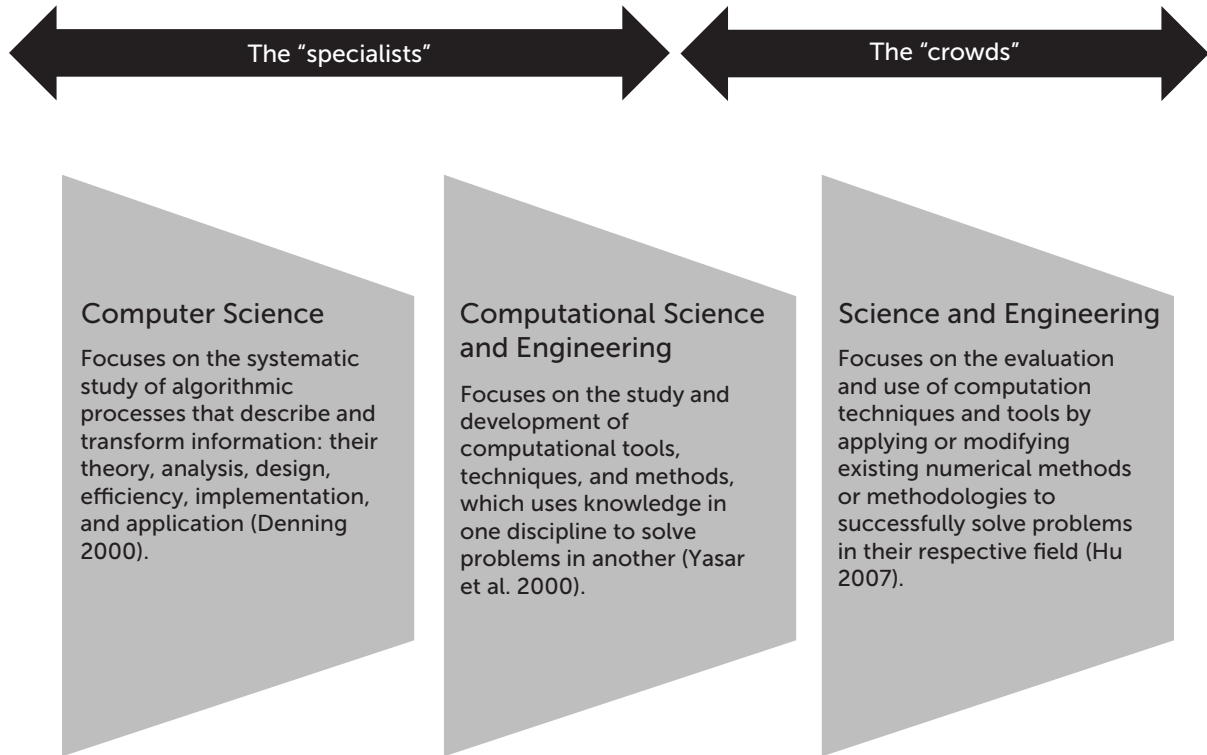 The “specialists”
The “crowds”
Computer Science
Focuses on the systematic
study of algorithmic
processes that describe and
transform information: their
theory, analysis, design,
efficiency, implementation,
and application (Denning
2000).
Computational Science
and Engineering
Focuses on the study and
development of
computational tools,
techniques, and methods,
which uses knowledge in
one discipline to solve
problems in another (Yasar
et al. 2000).
Science and Engineering
Focuses on the evaluation
and use of computation
techniques and tools by
applying or modifying
existing numerical methods
or methodologies to
successfully solve problems
in their respective field (Hu
2007).